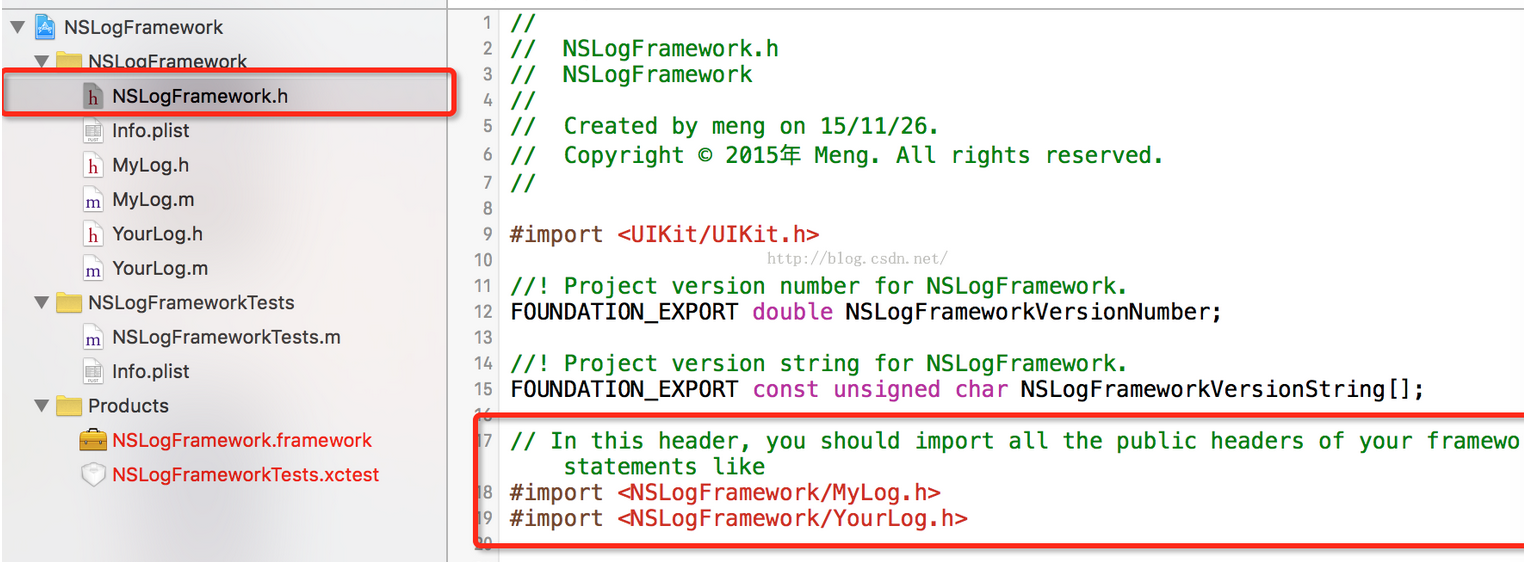 NSLogFramework
NSLogFramework
NSLogFramework.h
Info.plist
MyLog.h
MyLog.m
YourLog.h
YourLog.m
NSLogFrameworkTests
NSLogFrameworkTests.m
Info.plist
Products
NSLogFramework.framework
NSLogFrameworkTests.xctest
1 //
2 //  NSLogFramework.h
3 //  NSLogFramework
4 //
5 //  Created by meng on 15/11/26.
6 //  Copyright © 2015年 Meng. All rights reserved.
7 //
8
9 #import <UIKit/UIKit.h>
http://blog.csdn.net/
10
11 //! Project version number for NSLogFramework.
12 FOUNDATION_EXPORT double NSLogFrameworkVersionNumber;
13
14 //! Project version string for NSLogFramework.
15 FOUNDATION_EXPORT const unsigned char NSLogFrameworkVersionString[];
16
17 // In this header, you should import all the public headers of your framewo
statements like
18 #import <NSLogFramework/MyLog.h>
19 #import <NSLogFramework/YourLog.h>
20